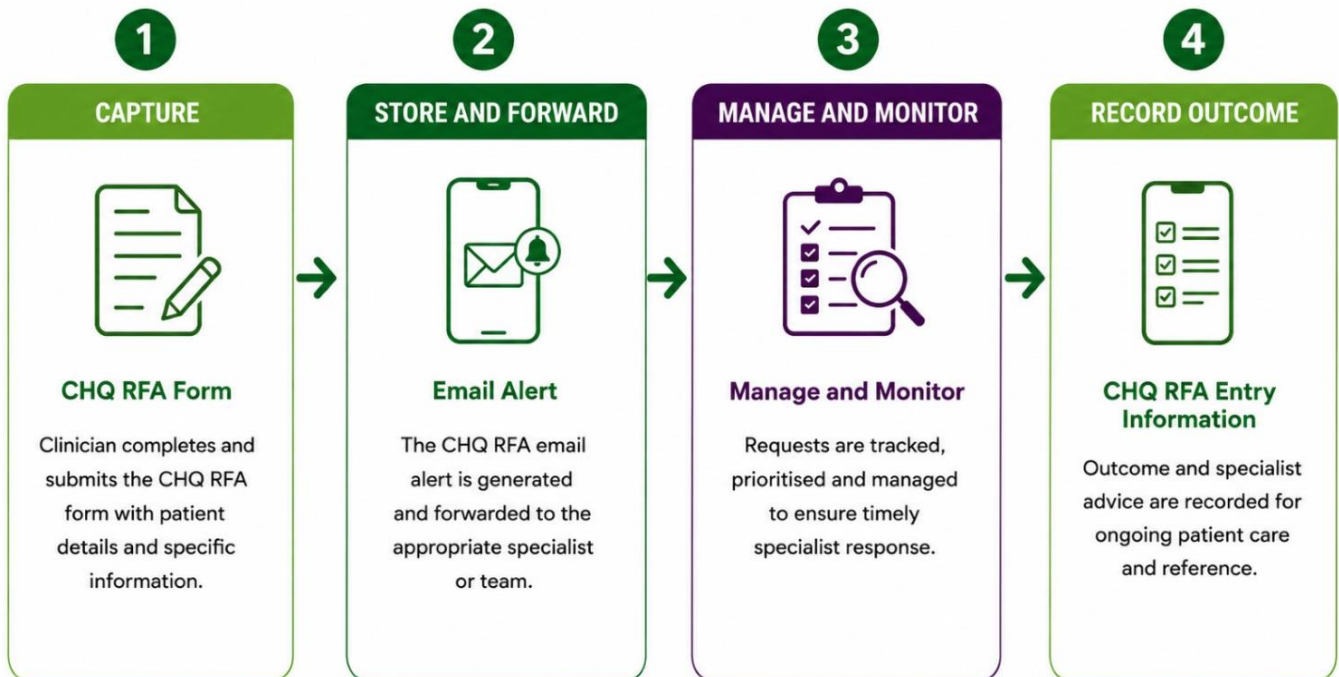 1
CAPTURE
CHQ RFA Form
Clinician completes and
submits the CHQ RFA
form with patient
details and specific
information.
2
STORE AND FORWARD
Email Alert
The CHQ RFA email
alert is generated
and forwarded to the
appropriate specialist
or team.
3
MANAGE AND MONITOR
Manage and Monitor
Requests are tracked,
prioritised and managed
to ensure timely
specialist response.
4
RECORD OUTCOME
CHQ RFA Entry
Information
Outcome and specialist
advice are recorded for
ongoing patient care
and reference.